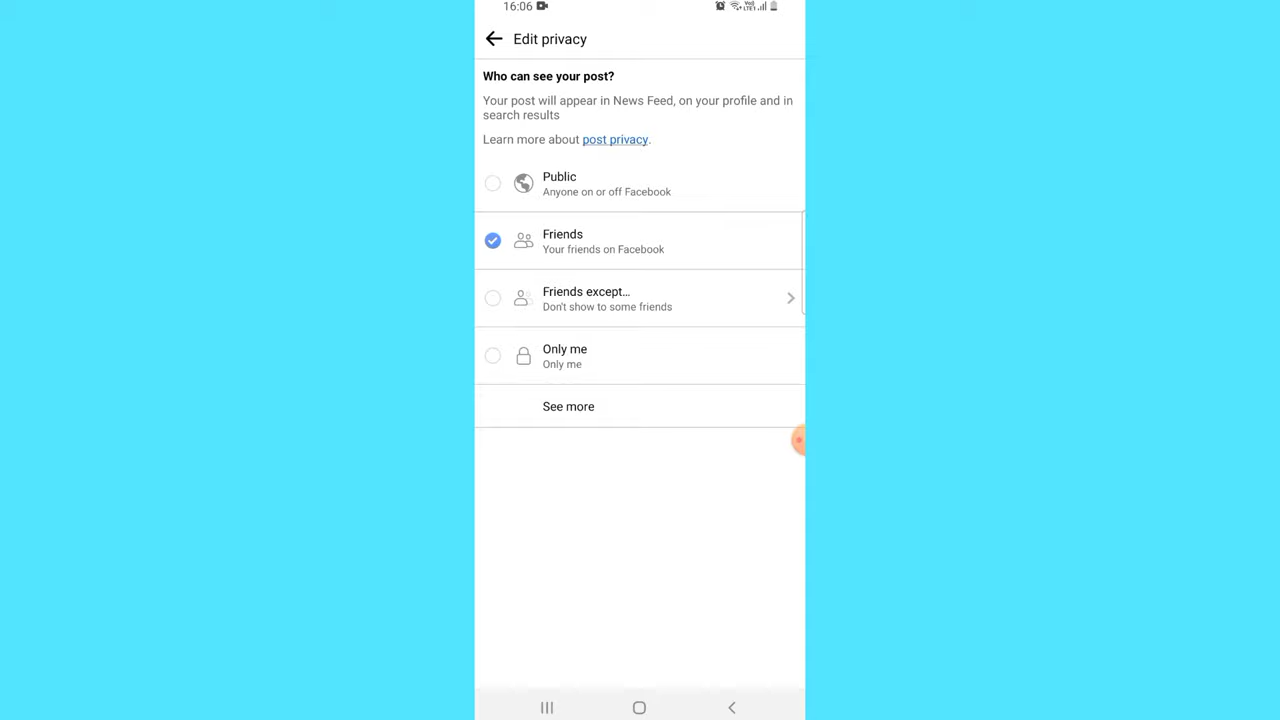 16:06
Edit privacy
Who can see your post?
Your post will appear in News Feed, on your profile and in
search results
Learn more about post privacy.
Public
Anyone on or off Facebook
Friends
Your friends on Facebook
Friends except...
Don't show to some friends
Only me
Only me
See more